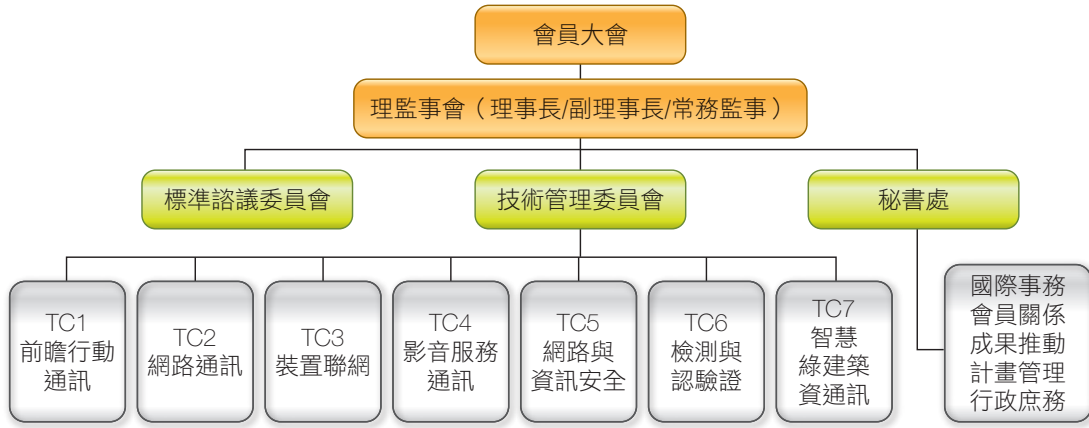 會員大會
理監事會（理事長/副理事長/常務監事）
標準諮議委員會
技術管理委員會
秘書處
TC1
前瞻行動
通訊
TC2
網路通訊
TC3
裝置聯網
TC4
影音服務
通訊
TC5
網路與
資訊安全
TC6
檢測與
認驗證
TC7
智慧
綠建築
資通訊
國際事務
會員關係
成果推動
計畫管理
行政庶務